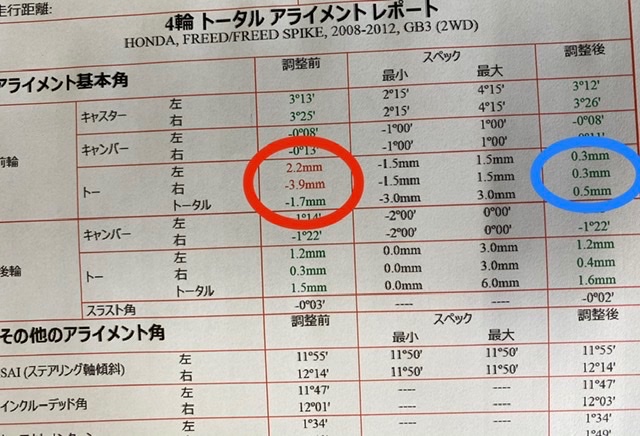 走行距離:
4輪 トータル アライメント レポート
HONDA, FREED/FREED SPIKE, 2008-2012, GB3 (2WD)
アライメント基本角 調整前 スペック 調整後
最小 最大
前輪 キャスター 左 3°13' 2°15' 4°15' 3°12'
右 3°25' 2°15' 4°15' 3°26'
キャンバー 左 -0°08' -1°00' 1°00' -0°08'
右 -0°13' -1°00' 1°00'
トー 左 2.2mm -1.5mm 1.5mm 0.3mm
右 -3.9mm -1.5mm 1.5mm 0.3mm
トータル -1.7mm -3.0mm 3.0mm 0.5mm
後輪 キャンバー 左 -1°14' -2°00' 0°00'
右 -1°22' -2°00' 0°00' -1°22'
トー 左 1.2mm 0.0mm 3.0mm 1.2mm
右 0.3mm 0.0mm 3.0mm 0.4mm
トータル 1.5mm 0.0mm 6.0mm 1.6mm
スラスト角 -0°03' ---- ---- -0°02'
その他のアライメント角 調整前 スペック 調整後
最小 最大
SAI (ステアリング軸傾斜) 左 11°55' 11°50' 11°50' 11°55'
右 12°14' 11°50' 11°50' 12°14'
インクルーデッド角 左 11°47' ---- ---- 11°47'
右 12°01' ---- ---- 12°03'
左 1°34' ---- ---- 1°34'